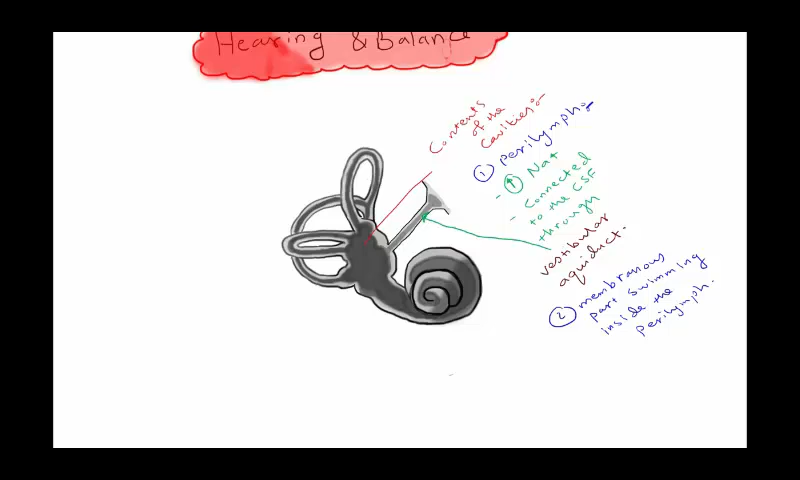 Hearing & Balance
Contents
of the
Cavities:-
① perilymph:-
- ↑ Na+
- Connected
to the CSF
through
vestibular
aquiduct.
② membranous
part swimming
inside the
perilymph.